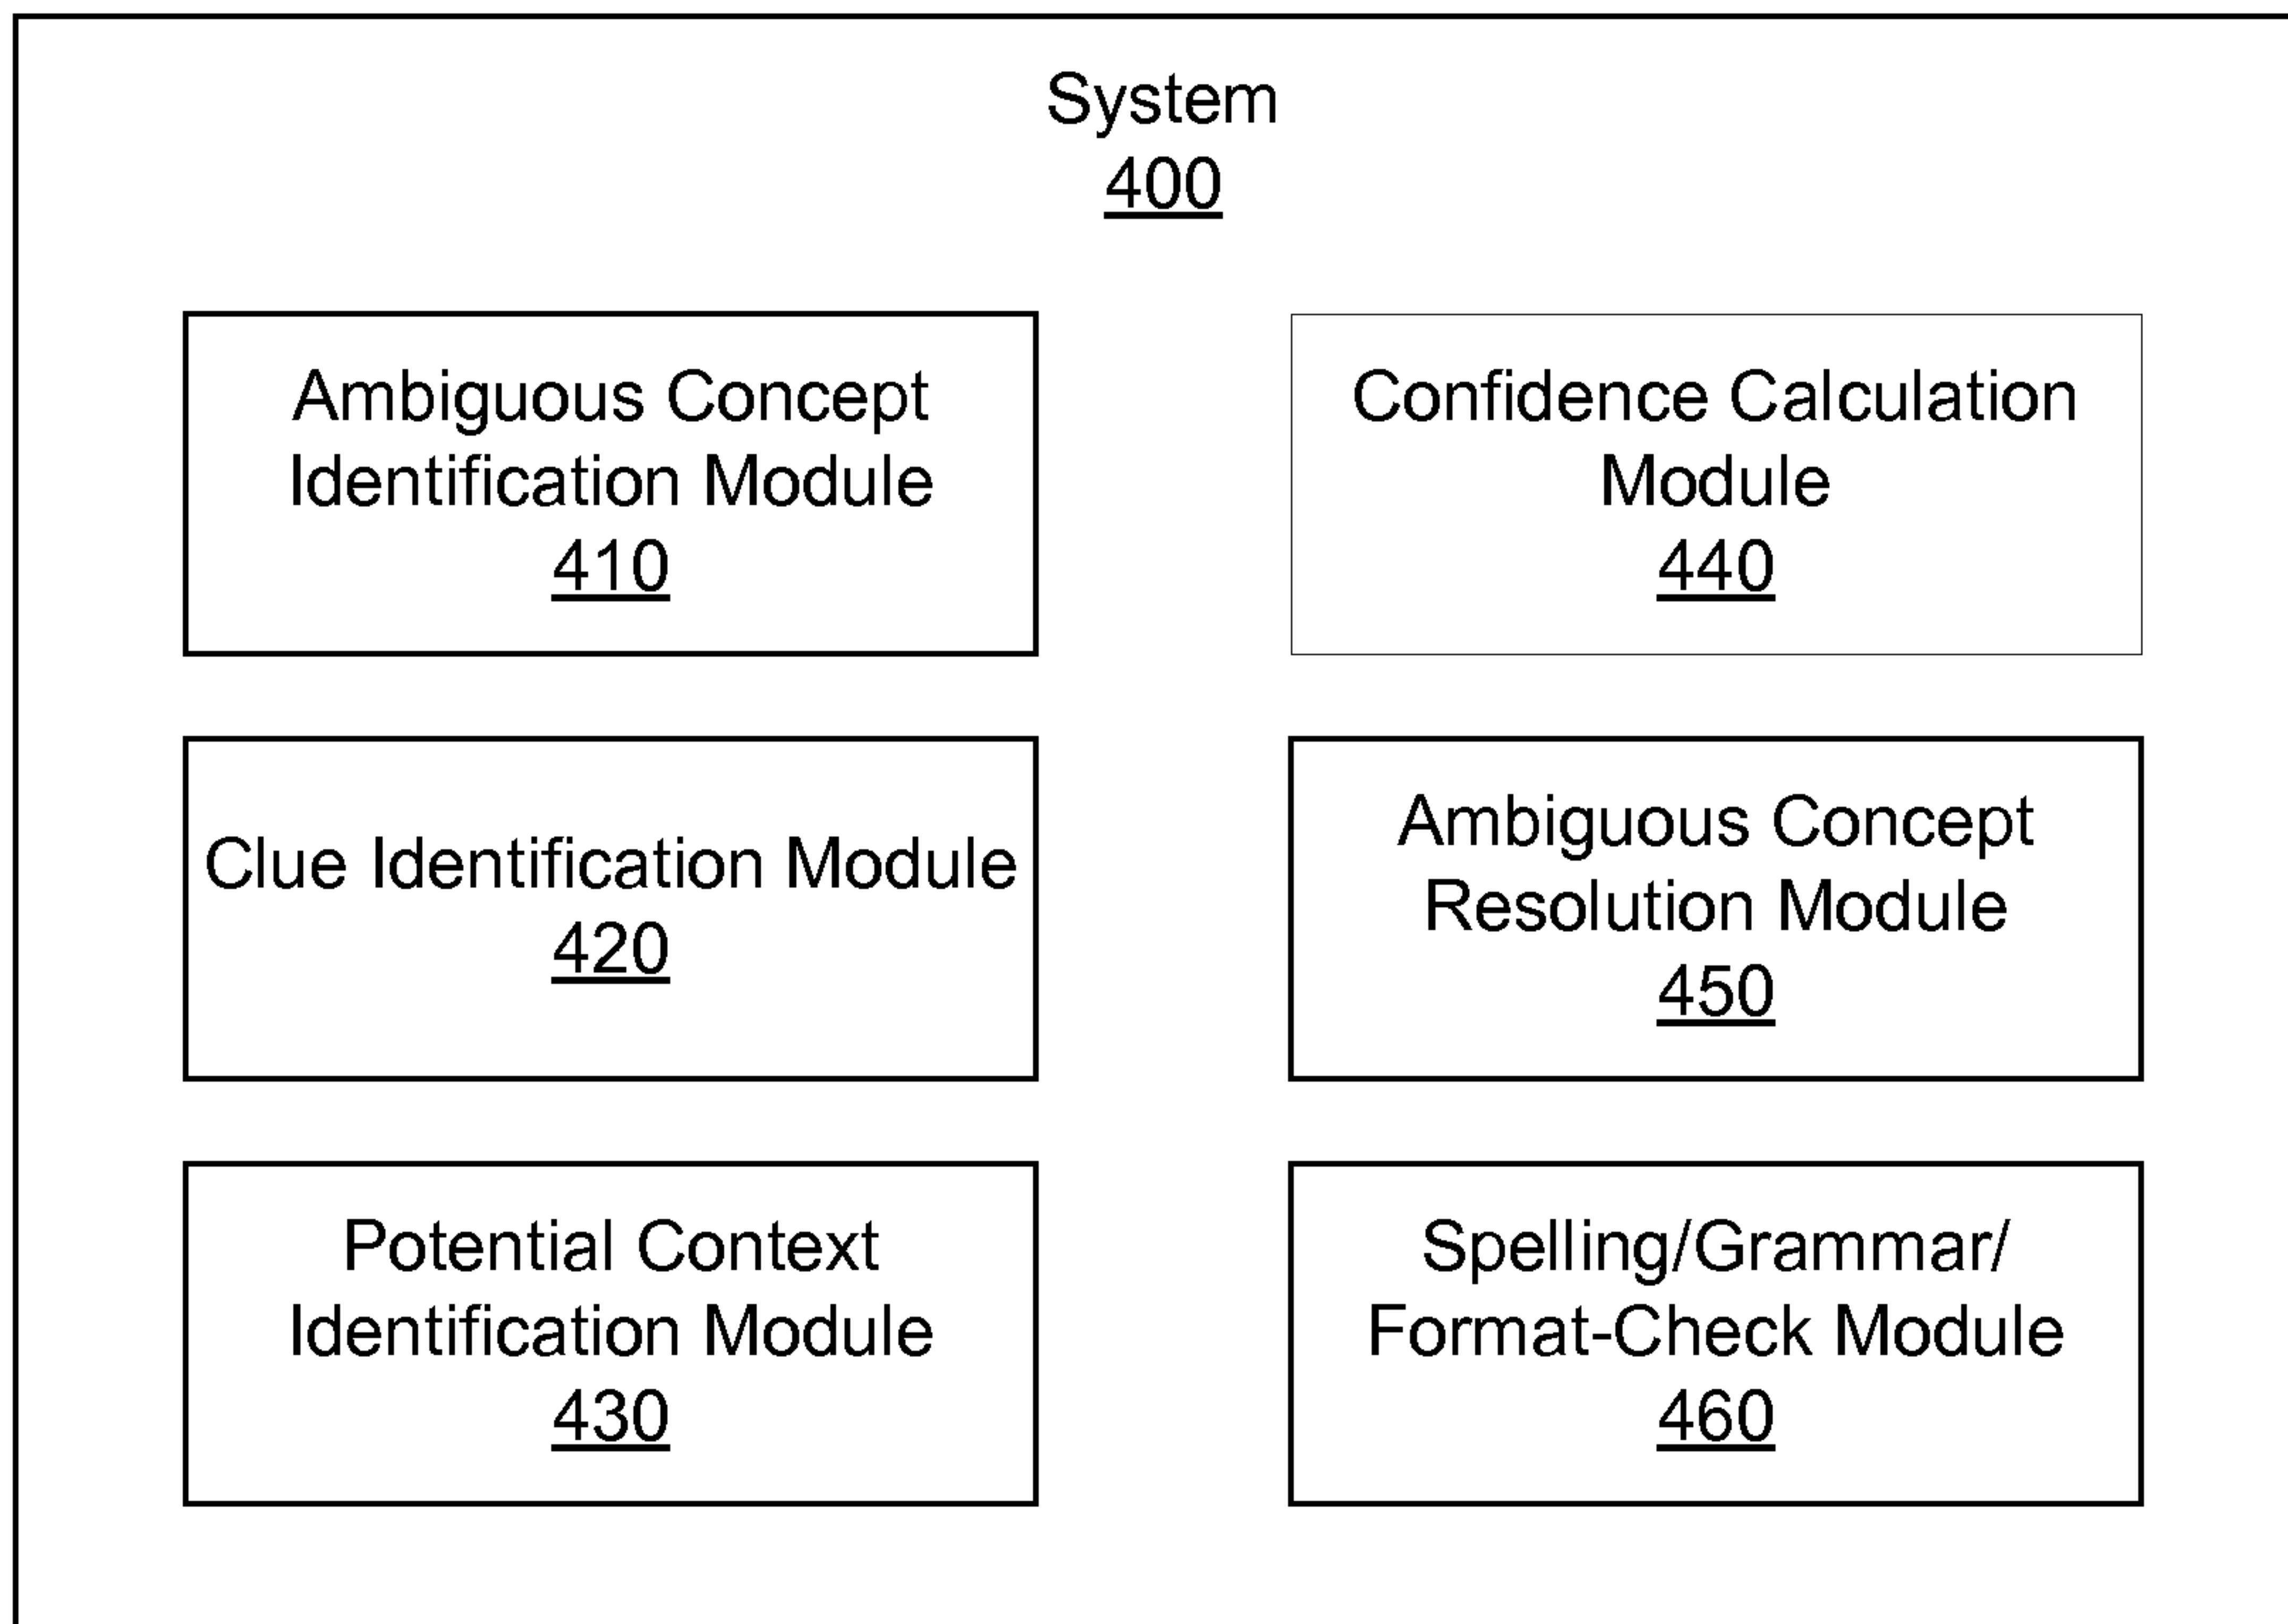 System
400
Ambiguous Concept
Identification Module
410
Clue Identification Module
420
Potential Context
Identification Module
430
Confidence Calculation
Module
440
Ambiguous Concept
Resolution Module
450
Spelling/Grammar/
Format-Check Module
460